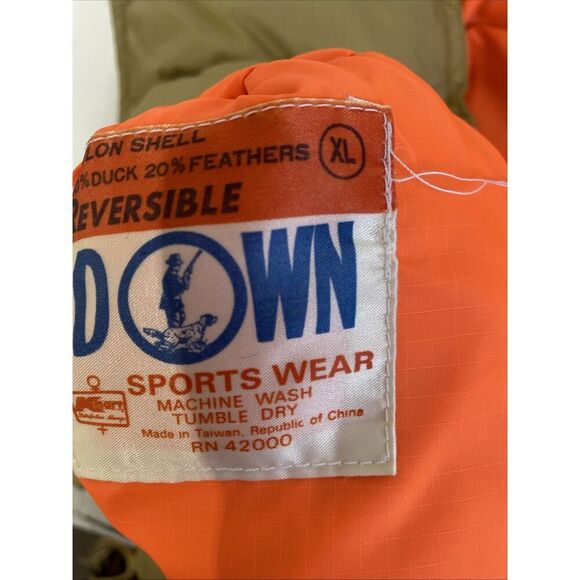 LON SHELL
% DUCK 20% FEATHERS XL
REVERSIBLE
DOWN
SPORTS WEAR
MACHINE WASH
TUMBLE DRY
Made in Taiwan, Republic of China
RN 42000